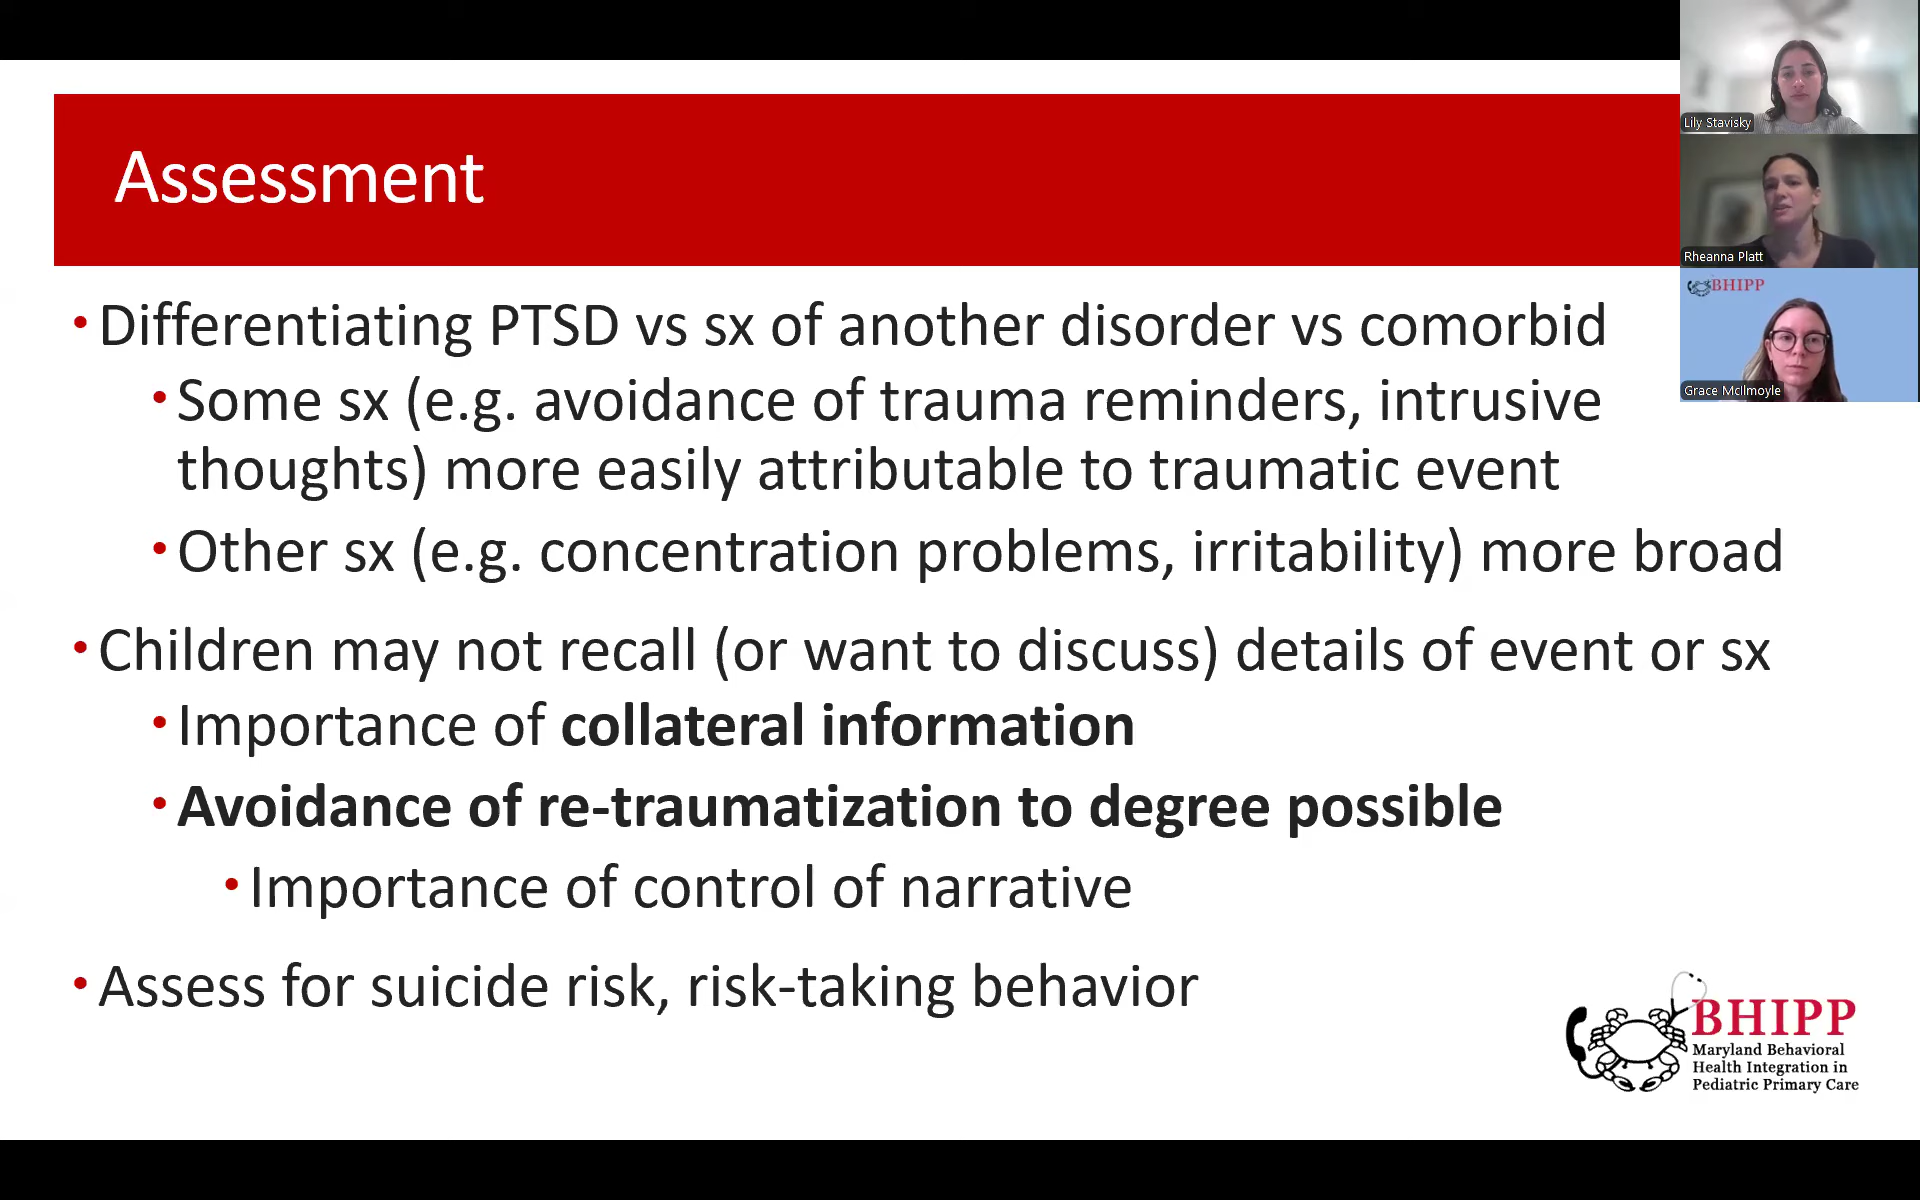 Assessment
• Differentiating PTSD vs sx of another disorder vs comorbid
• Some sx (e.g. avoidance of trauma reminders, intrusive
thoughts) more easily attributable to traumatic event
• Other sx (e.g. concentration problems, irritability) more broad
• Children may not recall (or want to discuss) details of event or sx
• Importance of collateral information
• Avoidance of re-traumatization to degree possible
• Importance of control of narrative
• Assess for suicide risk, risk-taking behavior
Lily Stavisky
Rheanna Platt
BHIPP
Grace McIlmoyle
BHIPP
Maryland Behavioral
Health Integration in
Pediatric Primary Care